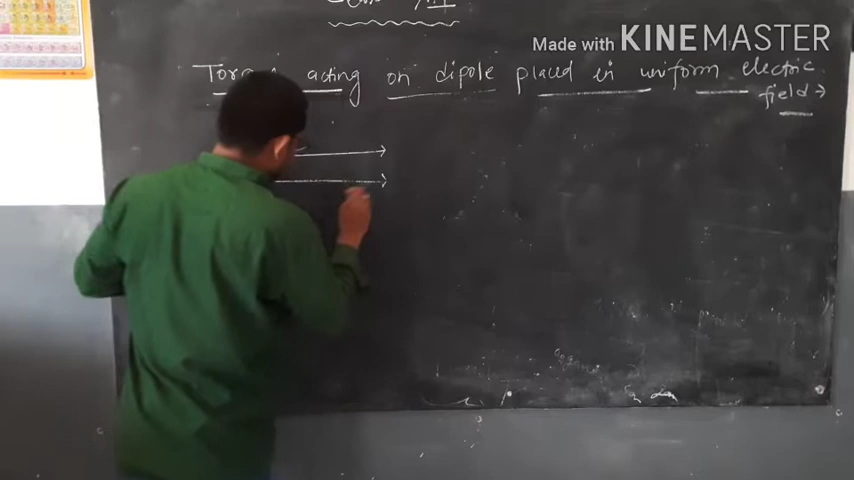 Made with KINEMASTER
acting on dipole placed in uniform electric
field →